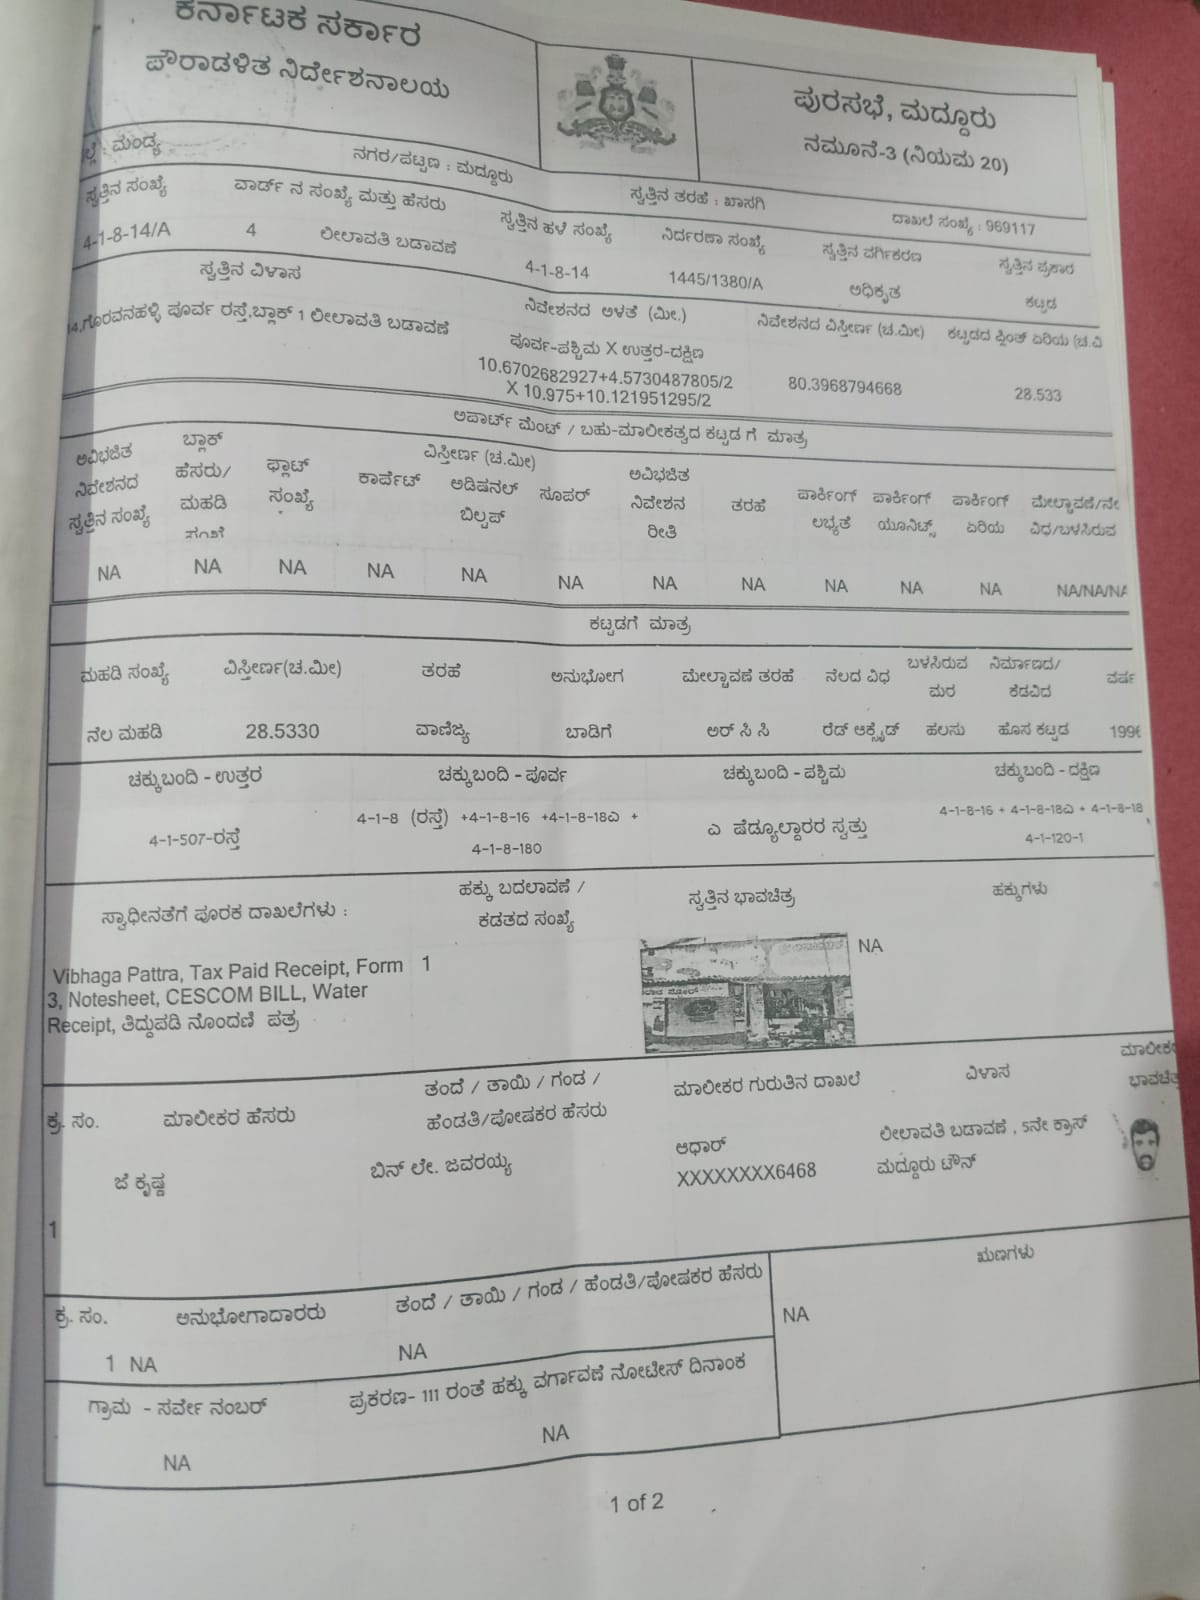 ಕರ್ನಾಟಕ ಸರ್ಕಾರ
ಪೌರಾಡಳಿತ ನಿರ್ದೇಶನಾಲಯ
ಪುರಸಭೆ, ಮದ್ದೂರು
ನಮೂನೆ-3 (ನಿಯಮ 20)
ಮಂಡ್ಯ ನಗರ/ಪಟ್ಟಣ : ಮದ್ದೂರು ಸ್ವತ್ತಿನ ತರಹೆ : ಖಾಸಗಿ ದಾಖಲೆ ಸಂಖ್ಯೆ : 969117
ಸ್ವತ್ತಿನ ಸಂಖ್ಯೆ ವಾರ್ಡ್ ನ ಸಂಖ್ಯೆ ಮತ್ತು ಹೆಸರು ಸ್ವತ್ತಿನ ಹಳೆ ಸಂಖ್ಯೆ ನಿರ್ದರಣಾ ಸಂಖ್ಯೆ ಸ್ವತ್ತಿನ ವರ್ಗೀಕರಣ ಸ್ವತ್ತಿನ ಪ್ರಕಾರ
4-1-8-14/A 4 ಲೀಲಾವತಿ ಬಡಾವಣೆ 4-1-8-14 1445/1380/A ಅಧಿಕೃತ ಕಟ್ಟಡ
ಸ್ವತ್ತಿನ ವಿಳಾಸ ನಿವೇಶನದ ಅಳತೆ (ಮೀ.) ನಿವೇಶನದ ವಿಸ್ತೀರ್ಣ (ಚ.ಮೀ) ಕಟ್ಟಡದ ಪ್ಲಿಂತ್ ಏರಿಯ (ಚ.ಮಿ
14,ಗೊರವನಹಳ್ಳಿ ಪೂರ್ವ ರಸ್ತೆ,ಬ್ಲಾಕ್ 1 ಲೀಲಾವತಿ ಬಡಾವಣೆ
ಪೂರ್ವ-ಪಶ್ಚಿಮ X ಉತ್ತರ-ದಕ್ಷಿಣ
10.6702682927+4.5730487805/2 80.3968794668 28.533
X 10.975+10.121951295/2
ಅಪಾರ್ಟ್ ಮೆಂಟ್ / ಬಹು-ಮಾಲೀಕತ್ವದ ಕಟ್ಟಡ ಗೆ ಮಾತ್ರ
ವಿಸ್ತೀರ್ಣ (ಚ.ಮೀ)
ಅವಿಭಜಿತ ಬ್ಲಾಕ್ ಅವಿಭಜಿತ
ನಿವೇಶನದ ಹೆಸರು/ ಫ್ಲಾಟ್ ಕಾರ್ಪೆಟ್ ಅಡಿಷನಲ್ ಸೂಪರ್ ನಿವೇಶನ ತರಹೆ ಪಾರ್ಕಿಂಗ್ ಪಾರ್ಕಿಂಗ್ ಪಾರ್ಕಿಂಗ್ ಮೇಲ್ಛಾವಣೆ/ನೇ
ಸ್ವತ್ತಿನ ಸಂಖ್ಯೆ ಮಹಡಿ ಸಂಖ್ಯೆ ಬಿಲ್ಟಪ್ ರೀತಿ ಲಭ್ಯತೆ ಯೂನಿಟ್ಸ್ ಏರಿಯ ವಿಧ/ಬಳಸಿರುವ
ಸಂಖ್ಯೆ
NA NA NA NA NA NA NA NA NA NA NA NA/NA/NA
ಕಟ್ಟಡಗೆ ಮಾತ್ರ
ಮಹಡಿ ಸಂಖ್ಯೆ ವಿಸ್ತೀರ್ಣ(ಚ.ಮೀ) ತರಹೆ ಅನುಭೋಗ ಮೇಲ್ಛಾವಣೆ ತರಹೆ ನೆಲದ ವಿಧ ಬಳಸಿರುವ ನಿರ್ಮಾಣದ/ ವರ್ಷ
ಮರ ಕೆಡವಿದ
ನೆಲ ಮಹಡಿ 28.5330 ವಾಣಿಜ್ಯ ಬಾಡಿಗೆ ಆರ್ ಸಿ ಸಿ ರೆಡ್ ಆಕ್ಸೈಡ್ ಹಲಸು ಹೊಸ ಕಟ್ಟಡ 1996
ಚಕ್ಕುಬಂದಿ - ಉತ್ತರ ಚಕ್ಕುಬಂದಿ - ಪೂರ್ವ ಚಕ್ಕುಬಂದಿ - ಪಶ್ಚಿಮ ಚಕ್ಕುಬಂದಿ - ದಕ್ಷಿಣ
4-1-507-ರಸ್ತೆ 4-1-8 (ರಸ್ತೆ) +4-1-8-16 +4-1-8-18ಎ + ಎ ಷೆಡ್ಯೂಲ್ದಾರರ ಸ್ವತ್ತು 4-1-8-16 + 4-1-8-18ಎ + 4-1-8-18
4-1-8-180 4-1-120-1
ಸ್ವಾಧೀನತೆಗೆ ಪೂರಕ ದಾಖಲೆಗಳು : ಹಕ್ಕು ಬದಲಾವಣೆ / ಸ್ವತ್ತಿನ ಭಾವಚಿತ್ರ ಹಕ್ಕುಗಳು
ಕಡತದ ಸಂಖ್ಯೆ
Vibhaga Pattra, Tax Paid Receipt, Form 1 NA
3, Notesheet, CESCOM BILL, Water
Receipt, ತಿದ್ದುಪಡಿ ನೊಂದಣಿ ಪತ್ರ
ಕ್ರ. ಸಂ. ಮಾಲೀಕರ ಹೆಸರು ತಂದೆ / ತಾಯಿ / ಗಂಡ / ಮಾಲೀಕರ ಗುರುತಿನ ದಾಖಲೆ ವಿಳಾಸ ಮಾಲೀಕರ
ಹೆಂಡತಿ/ಪೋಷಕರ ಹೆಸರು ಭಾವಚಿತ್ರ
ಜೆ ಕೃಷ್ಣ ಬಿನ್ ಲೇ. ಜವರಯ್ಯ ಆಧಾರ್ ಲೀಲಾವತಿ ಬಡಾವಣೆ , 5ನೇ ಕ್ರಾಸ್
XXXXXXXX6468 ಮದ್ದೂರು ಟೌನ್
1
ಕ್ರ. ಸಂ. ಅನುಭೋಗಾದಾರರು ತಂದೆ / ತಾಯಿ / ಗಂಡ / ಹೆಂಡತಿ/ಪೋಷಕರ ಹೆಸರು ಋಣಗಳು
1 NA NA NA
ಗ್ರಾಮ - ಸರ್ವೇ ನಂಬರ್ ಪ್ರಕರಣ- 111 ರಂತೆ ಹಕ್ಕು ವರ್ಗಾವಣೆ ನೋಟೀಸ್ ದಿನಾಂಕ
NA NA
1 of 2